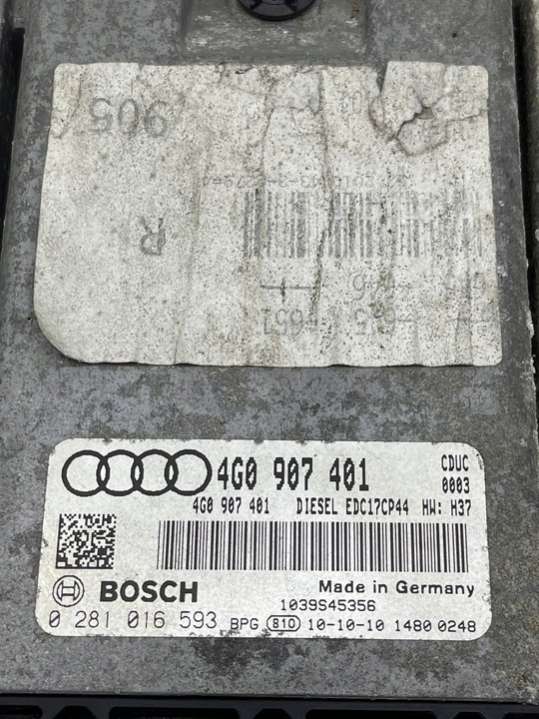 905
R
4G0 907 401
CDUC
0003
4G0 907 401 DIESEL EDC17CP44 HW: H37
BOSCH
Made in Germany
1039S45356
0 281 016 593 BPG 810 10-10-10 1480 0248